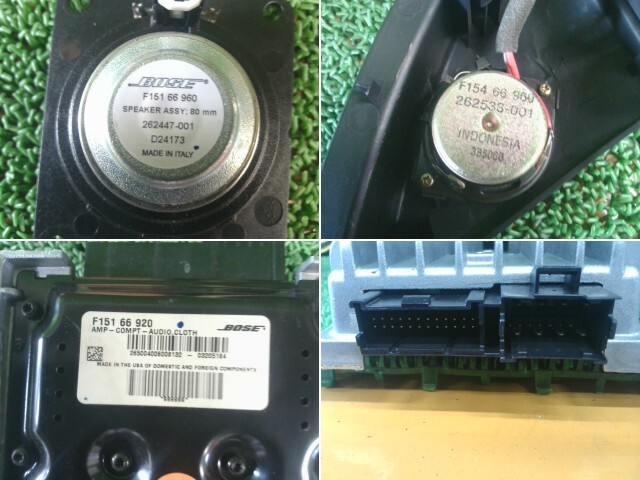 BOSE
F151 66 960
SPEAKER ASSY; 80 mm
262447-001
D24173
MADE IN ITALY
F154 66 960
262533-001
INDONESIA
F151 66 920
BOSE
AMP-COMPT-AUDIO,CLOTH
MADE IN THE USA OF DOMESTIC AND FOREIGN COMPONENTS